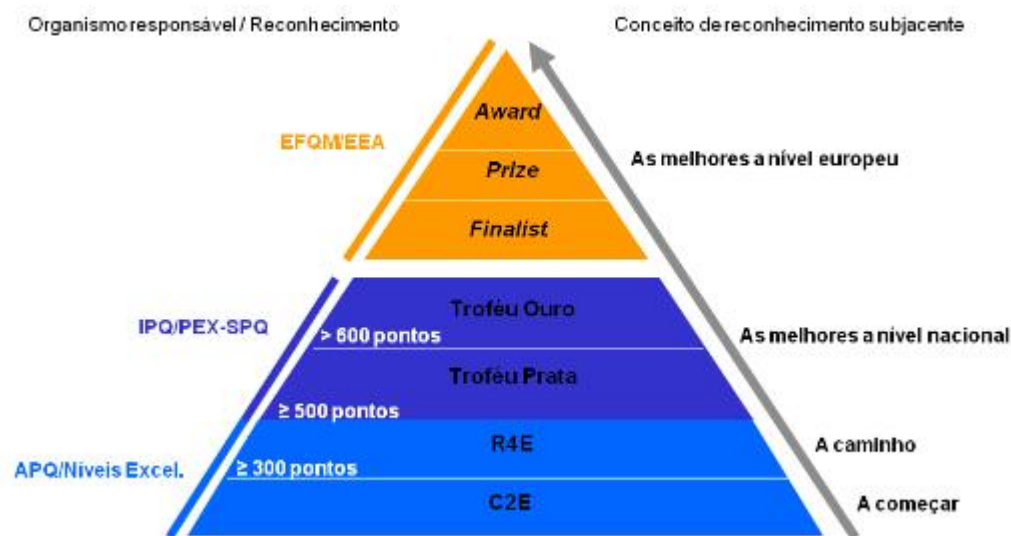 Organismo responsável / Reconhecimento
Conceito de reconhecimento subjacente
Award
EFQM/EEA
As melhores a nível europeu
Prize
Finalist
Troféu Ouro
IPQ/PEX-SPQ
> 600 pontos
As melhores a nível nacional
Troféu Prata
≥ 500 pontos
R4E
A caminho
APQ/Níveis Excel.
≥ 300 pontos
C2E
A começar